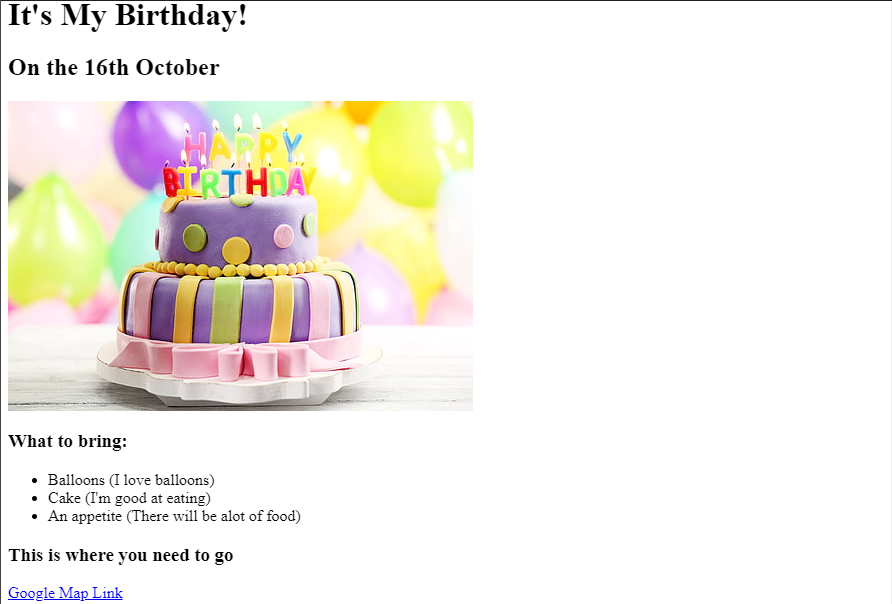 It's My Birthday!
On the 16th October
HAPPY
BIRTHDAY
What to bring:
Balloons (I love balloons)
Cake (I'm good at eating)
An appetite (There will be alot of food)
This is where you need to go
Google Map Link